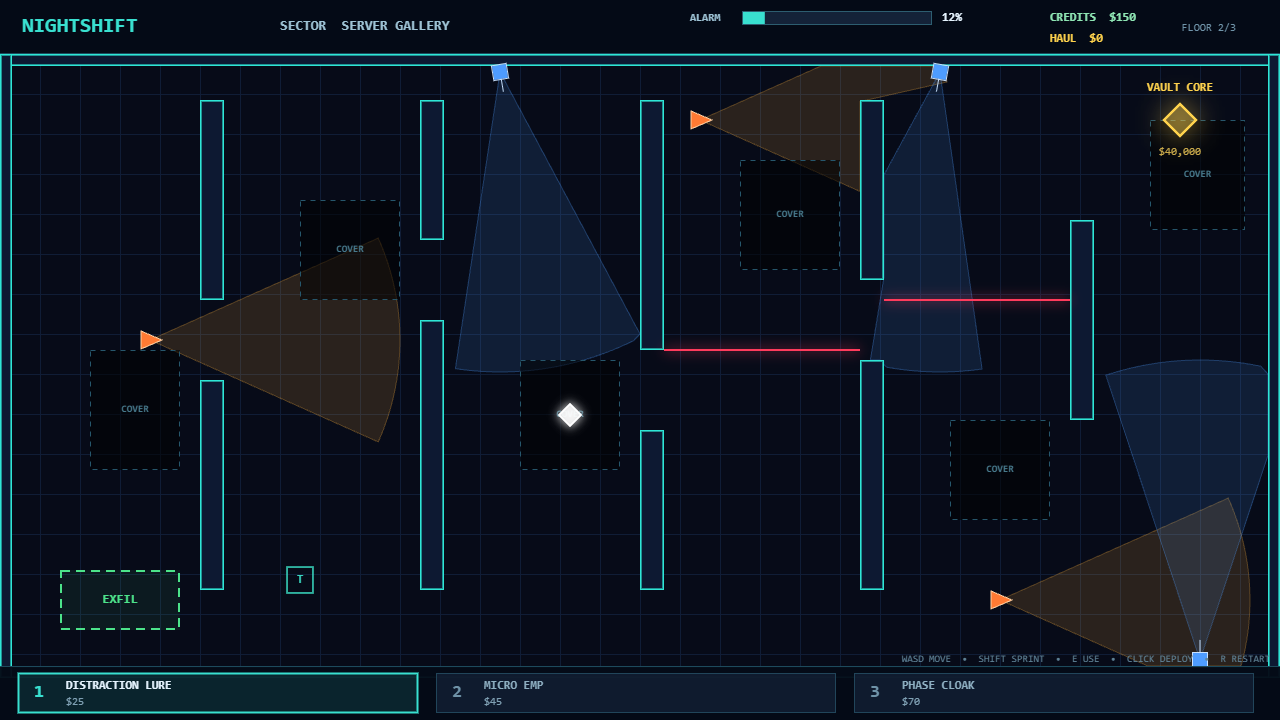 NIGHTSHIFT
SECTOR SERVER GALLERY
ALARM 12%
CREDITS $150
HAUL $0
FLOOR 2/3
VAULT CORE
$40,000
COVER
COVER
COVER
COVER
COVER
T
EXFIL
WASD MOVE • SHIFT SPRINT • E USE • CLICK DEPLOY R RESTART
1 DISTRACTION LURE
$25
2 MICRO EMP
$45
3 PHASE CLOAK
$70